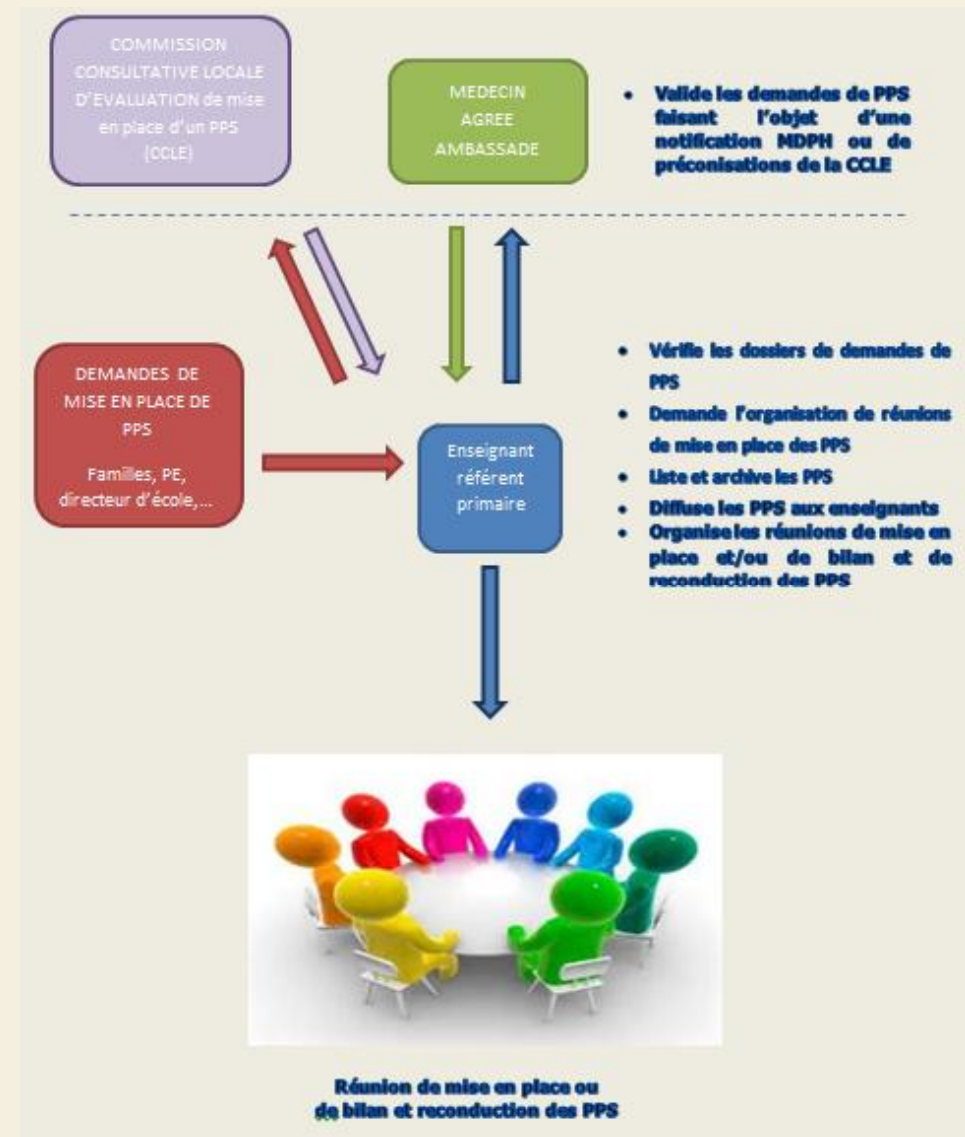 COMMISSION
CONSULTATIVE LOCALE
D'EVALUATION de mise
en place d'un PPS
(CCLE)
MEDECIN
AGREE
AMBASSADE
• Valide les demandes de PPS
faisant l'objet d'une
notification MDPH ou de
préconisations de la CCLE
DEMANDES DE
MISE EN PLACE DE
PPS
Familles, PE,
directeur d'école,...
Enseignant
référent
primaire
• Vérifie les dossiers de demandes de
PPS
• Demande l'organisation de réunions
de mise en place des PPS
• Liste et archive les PPS
• Diffuse les PPS aux enseignants
• Organise les réunions de mise en
place et/ou de bilan et de
reconduction des PPS
Réunion de mise en place ou
de bilan et reconduction des PPS